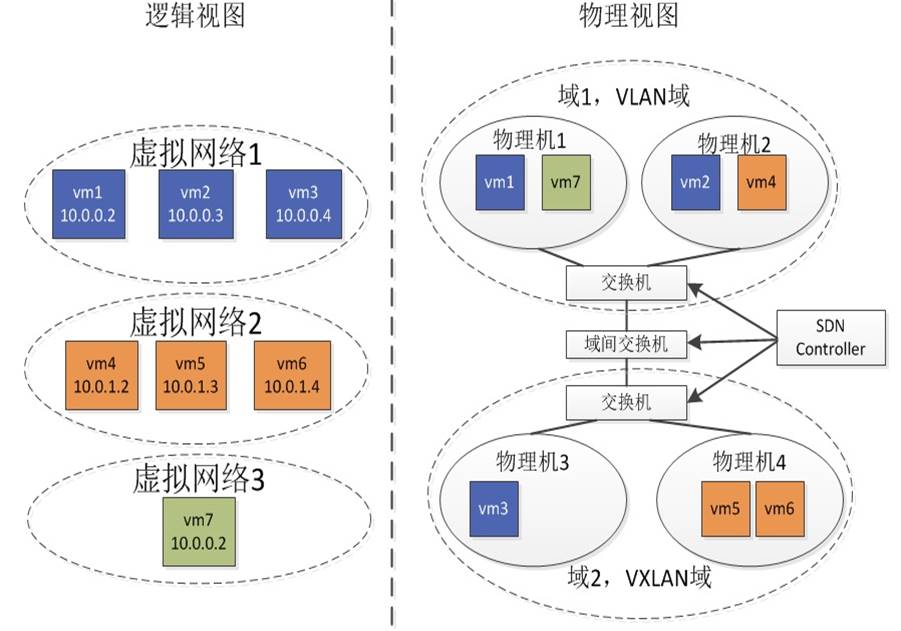 逻辑视图
虚拟网络1
vm1
10.0.0.2
vm2
10.0.0.3
vm3
10.0.0.4
虚拟网络2
vm4
10.0.1.2
vm5
10.0.1.3
vm6
10.0.1.4
虚拟网络3
vm7
10.0.0.2
物理视图
域1，VLAN域
物理机1
vm1
vm7
物理机2
vm2
vm4
交换机
域间交换机
交换机
SDN
Controller
物理机3
vm3
物理机4
vm5
vm6
域2，VXLAN域